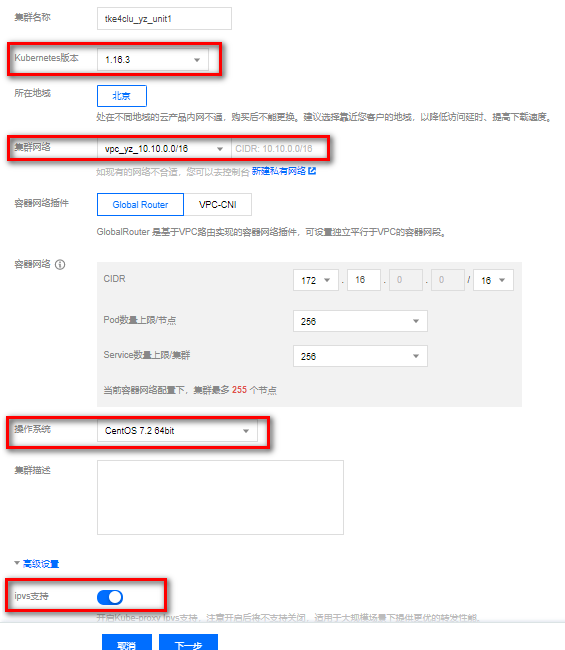 集群名称 tke4clu_yz_unit1
Kubernetes版本 1.16.3
所在地域 北京
处在不同地域的云产品内网不通，购买后不能更换。建议选择靠近您客户的地域，以降低访问延时、提高下载速度。
集群网络 vpc_yz_10.10.0.0/16 CIDR: 10.10.0.0/16
如现有的网络不合适，您可以去控制台 新建私有网络
容器网络插件 Global Router VPC-CNI
GlobalRouter 是基于VPC路由实现的容器网络插件，可设置独立平行于VPC的容器网段。
容器网络
CIDR 172 . 16 . 0 . 0 / 16
Pod数量上限/节点 256
Service数量上限/集群 256
当前容器网络配置下，集群最多 255 个节点
操作系统 CentOS 7.2 64bit
集群描述
高级设置
ipvs支持
开启Kube-proxy Ipvs支持，注意开启后将不支持关闭，适用于大规模场景下提供更优的转发性能。
取消 下一步